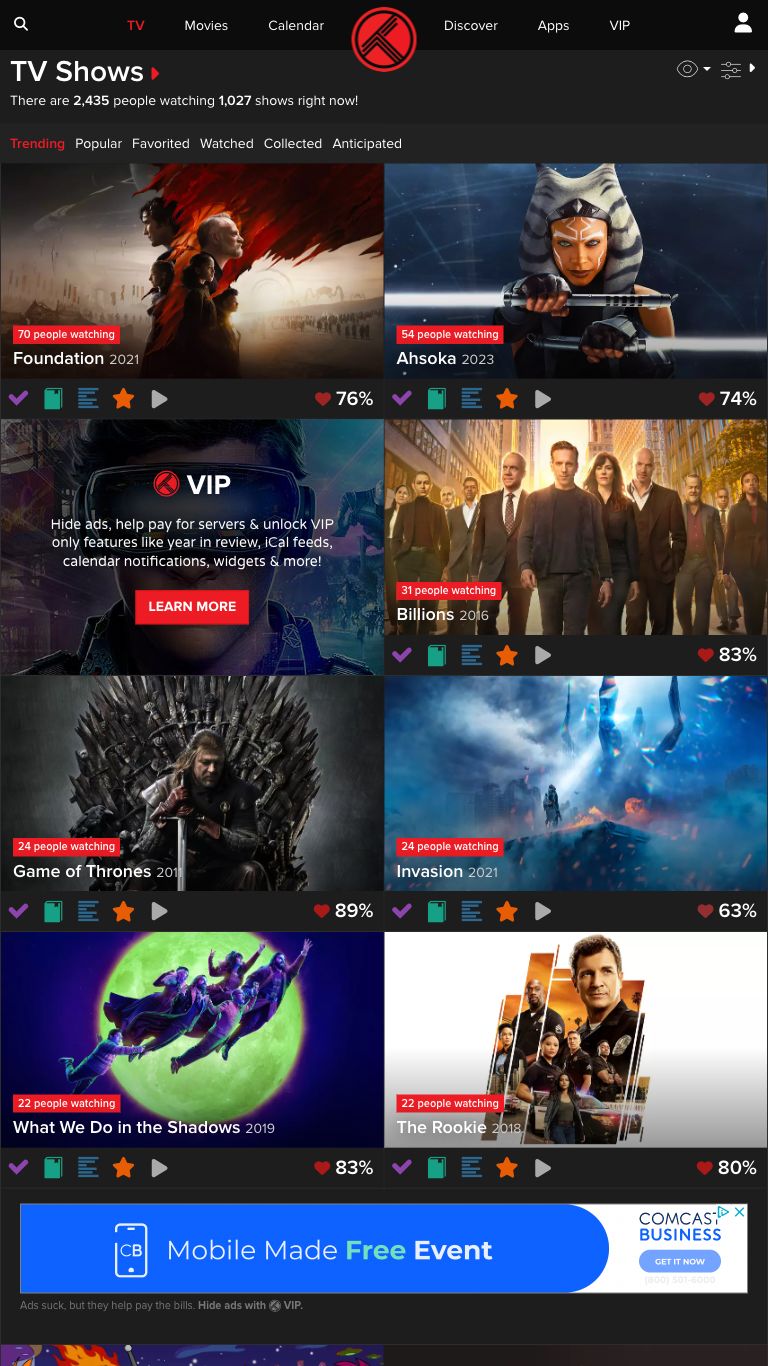 TV Movies Calendar Discover Apps VIP
TV Shows
There are 2,435 people watching 1,027 shows right now!
Trending Popular Favorited Watched Collected Anticipated
70 people watching
Foundation 2021
76%
54 people watching
Ahsoka 2023
74%
VIP
Hide ads, help pay for servers & unlock VIP
only features like year in review, iCal feeds,
calendar notifications, widgets & more!
LEARN MORE
31 people watching
Billions 2016
83%
24 people watching
Game of Thrones 2011
89%
24 people watching
Invasion 2021
63%
22 people watching
What We Do in the Shadows 2019
83%
22 people watching
The Rookie 2018
80%
CB Mobile Made Free Event
COMCAST
BUSINESS
GET IT NOW
(800) 501-6000
Ads suck, but they help pay the bills. Hide ads with VIP.